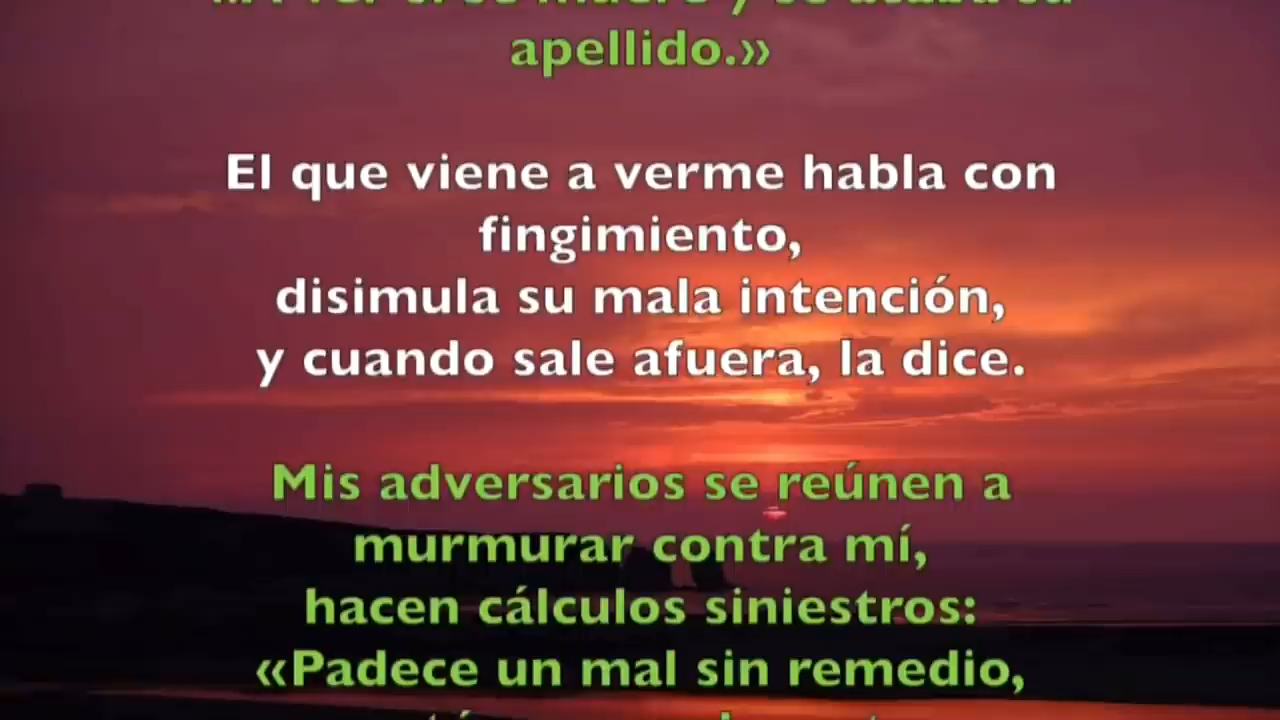 apellido.»
El que viene a verme habla con
fingimiento,
disimula su mala intención,
y cuando sale afuera, la dice.
Mis adversarios se reúnen a
murmurar contra mí,
hacen cálculos siniestros:
«Padece un mal sin remedio,